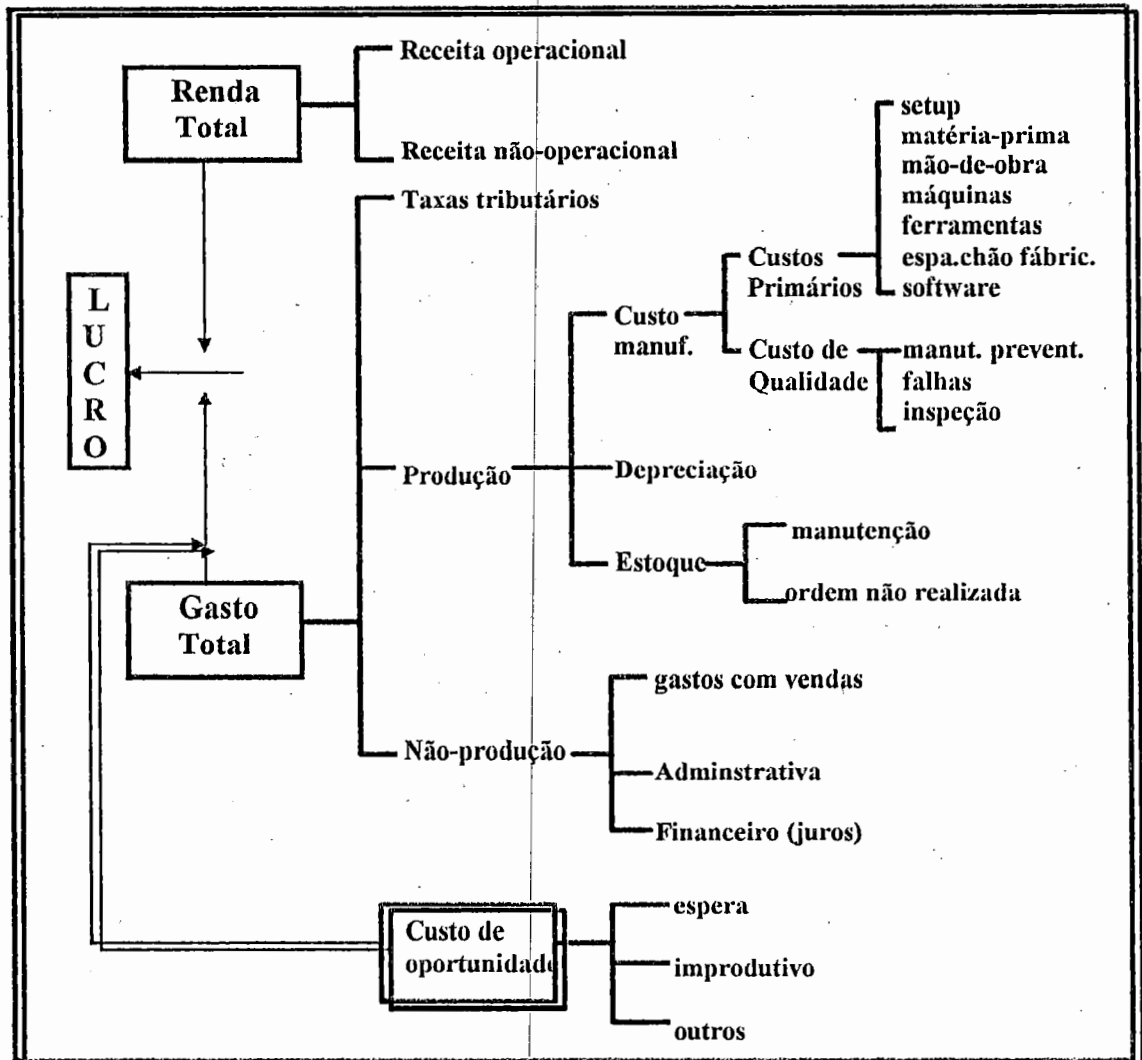 Renda
Total
Receita operacional
Receita não-operacional
setup
matéria-prima
mão-de-obra
máquinas
ferramentas
espa.chão fábric.
software
Taxas tributários
Custos
Primários
L
U
C
R
O
Custo
manuf.
Custo de
Qualidade
manut. prevent.
falhas
inspeção
Produção
Depreciação
Estoque
manutenção
ordem não realizada
Gasto
Total
gastos com vendas
Não-produção
Adminstrativa
Financeiro (juros)
Custo de
oportunidade
espera
improdutivo
outros